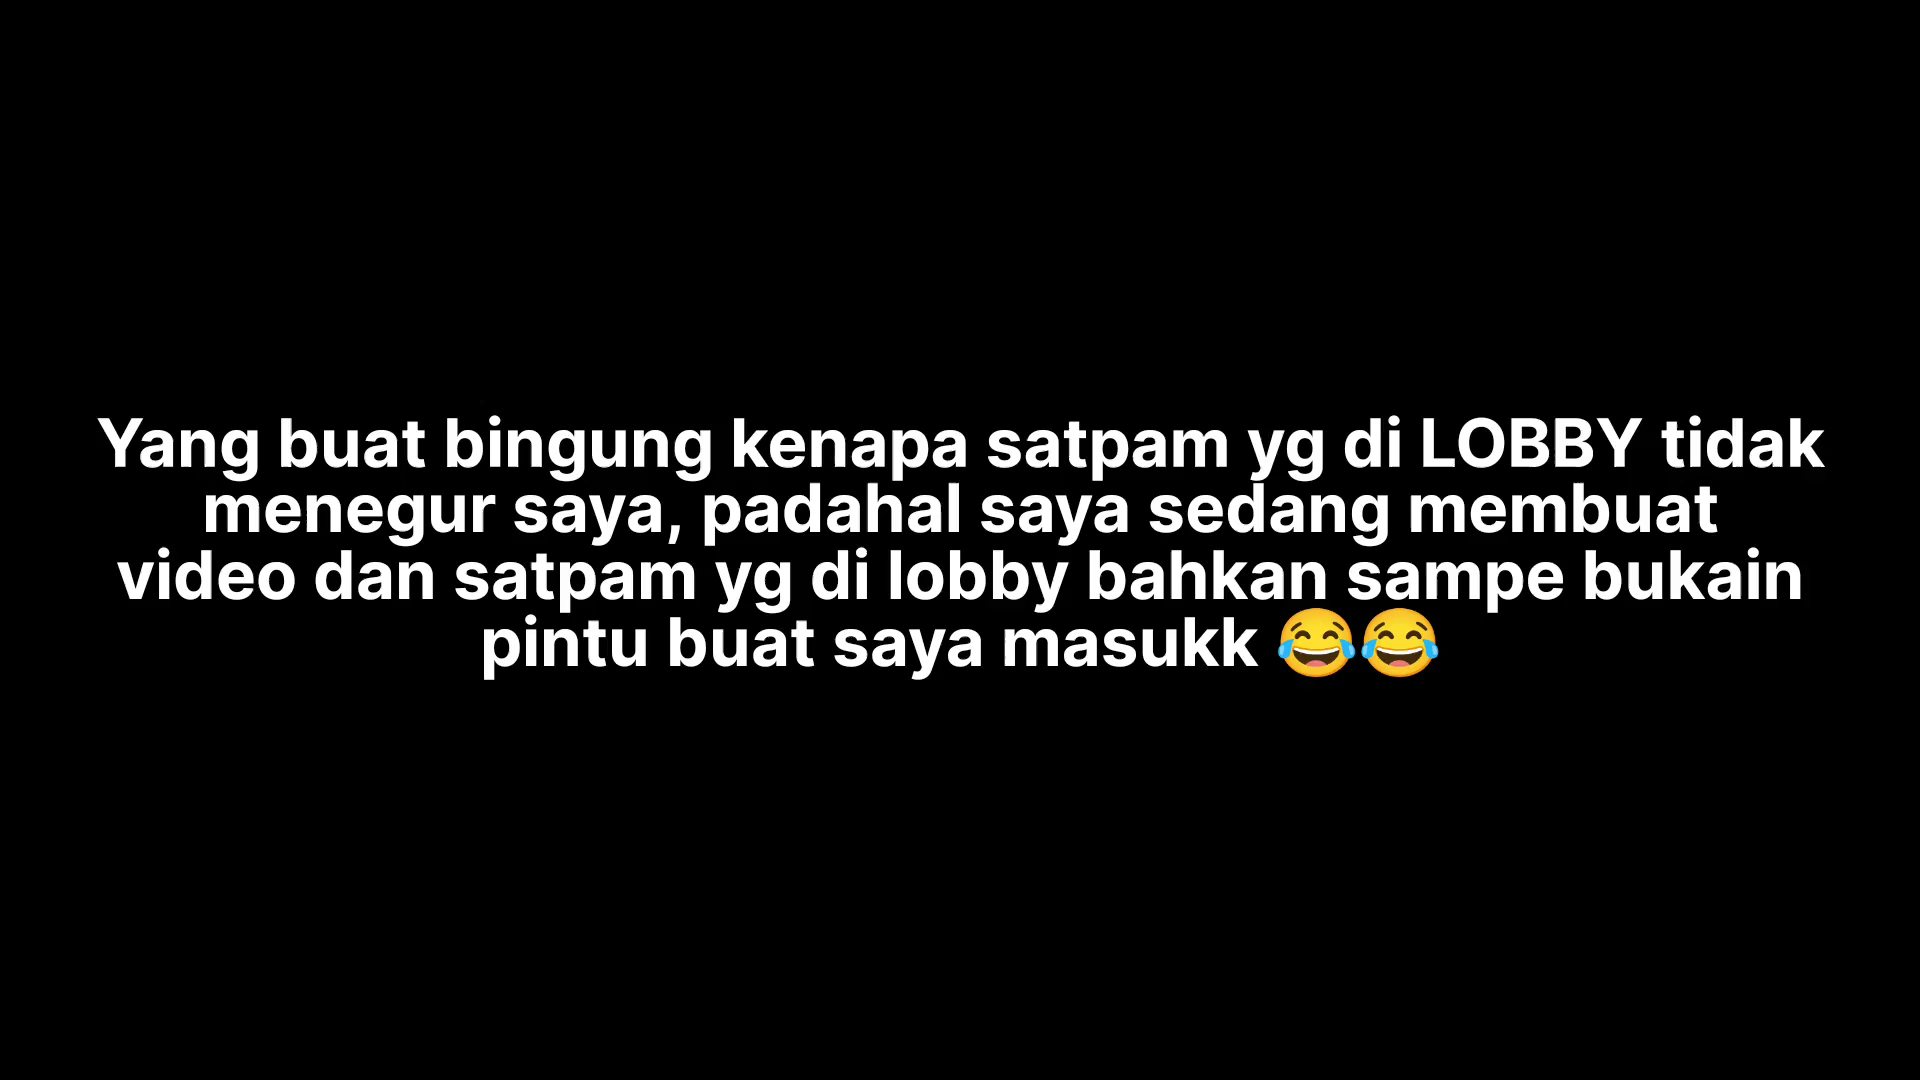 Yang buat bingung kenapa satpam yg di LOBBY tidak
menegur saya, padahal saya sedang membuat
video dan satpam yg di lobby bahkan sampe bukain
pintu buat saya masukk 😂😂